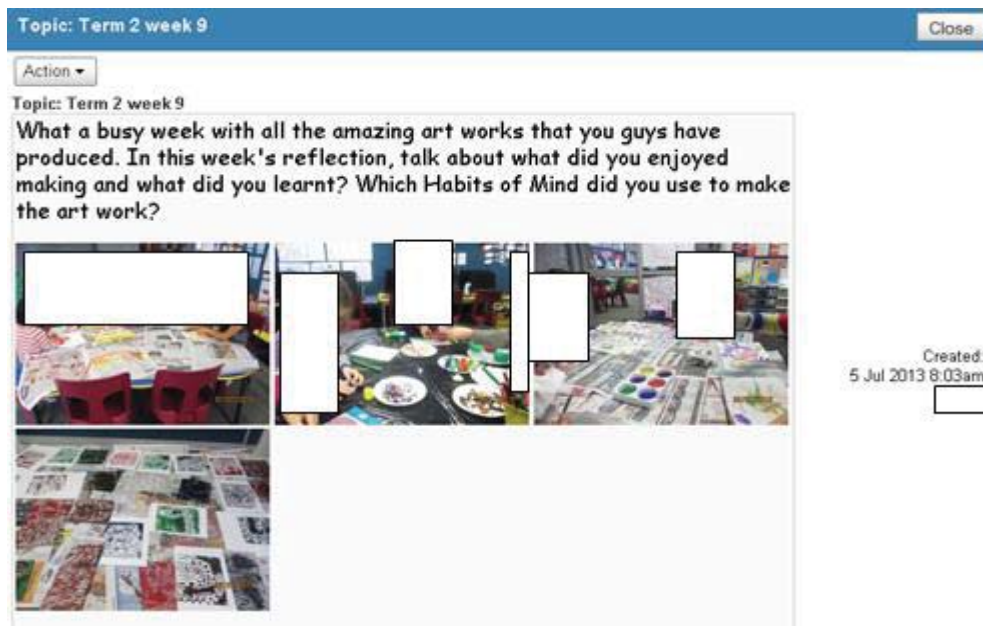 Topic: Term 2 week 9
Close
Action
Topic: Term 2 week 9
What a busy week with all the amazing art works that you guys have
produced. In this week's reflection, talk about what did you enjoyed
making and what did you learnt? Which Habits of Mind did you use to make
the art work?
Created:
5 Jul 2013 8:03am